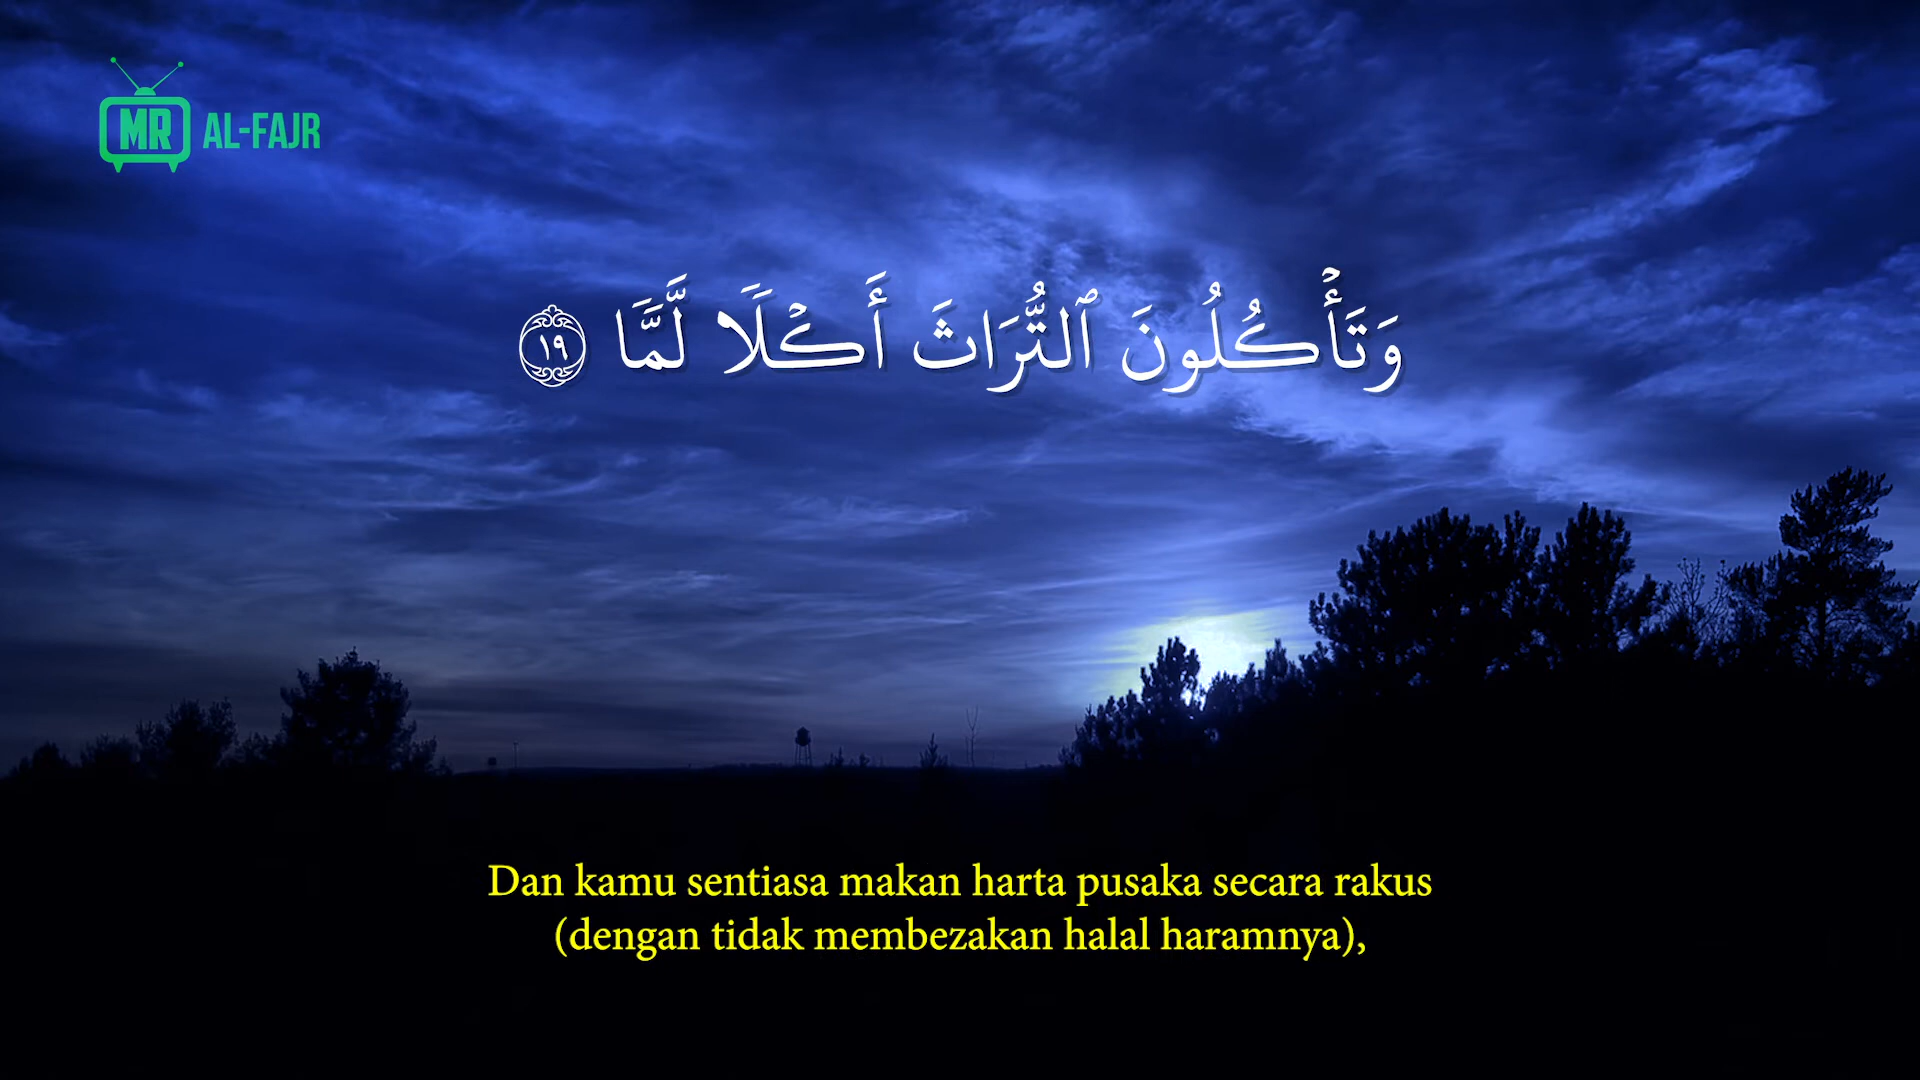 MR AL-FAJR
وَتَأۡكُلُونَ ٱلتُّرَاثَ أَكۡلٗا لَّمّٗا ١٩
Dan kamu sentiasa makan harta pusaka secara rakus
(dengan tidak membezakan halal haramnya),